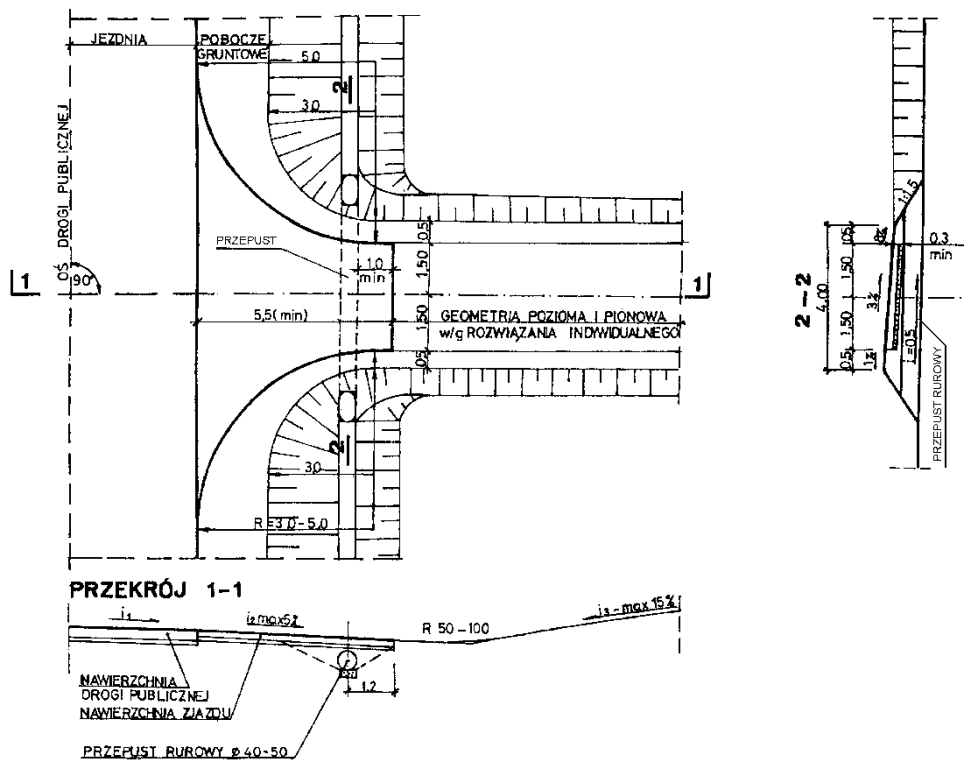 JEZDNIA
POBOCZE
GRUNTOWE
5,0
2
3,0
OŚ DROGI PUBLICZNEJ
PRZEPUST
90°
1
1,0
min
5,5(min)
0,5
1,50
1,50
0,5
1
GEOMETRJA POZIOMA I PIONOWA
w/g ROZWIĄZANIA INDYWIDUALNEGO
2
3,0
R=3,0-5,0
2-2
4,00
0,5
1,50
1,50
0,5
1:1,5
0,3
min
i=0,5
PRZEPUST RUROWY
PRZEKRÓJ 1-1
i1
i2 max5%
R 50-100
i3-max15%
1,2
NAWIERZCHNIA
DROGI PUBLICZNEJ
NAWIERZCHNIA ZJAZDU
PRZEPUST RUROWY ø 40-50